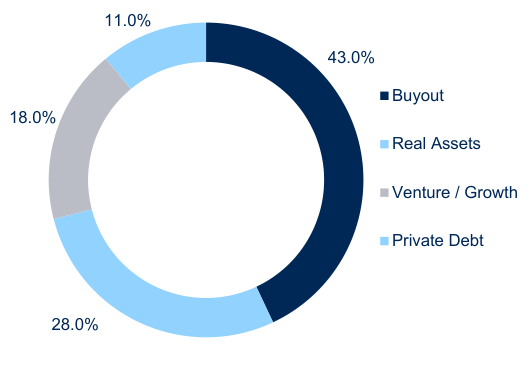 11.0%
43.0%
18.0%
28.0%
Buyout
Real Assets
Venture / Growth
Private Debt